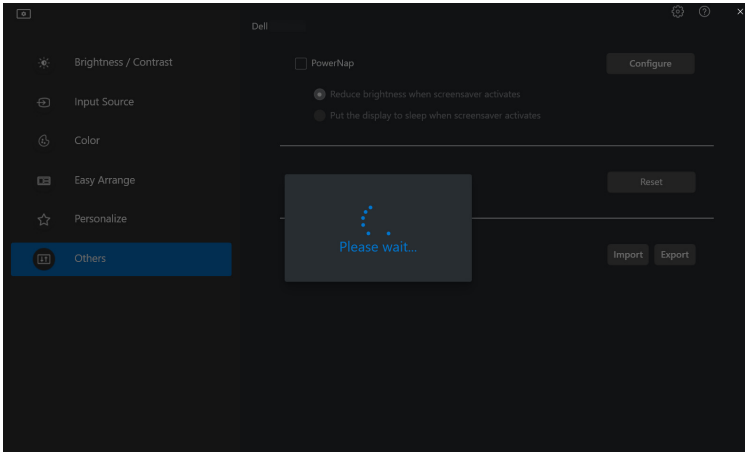 Dell
Brightness / Contrast
Input Source
Color
Easy Arrange
Personalize
Others
PowerNap
Configure
Reduce brightness when screensaver activates
Put the display to sleep when screensaver activates
Reset
Please wait...
Import
Export